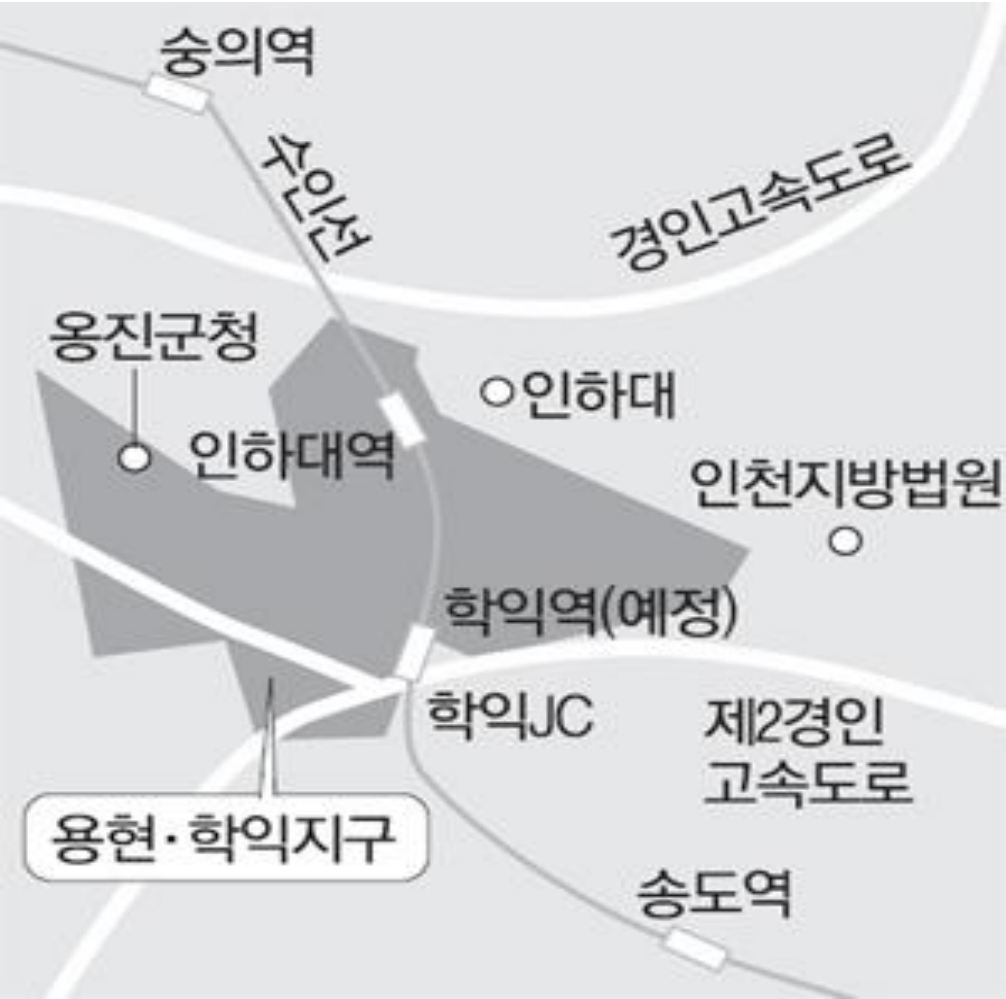 숭의역
수인선
경인고속도로
옹진군청
인하대
인하대역
인천지방법원
학익역(예정)
학익JC
제2경인
고속도로
용현·학익지구
송도역